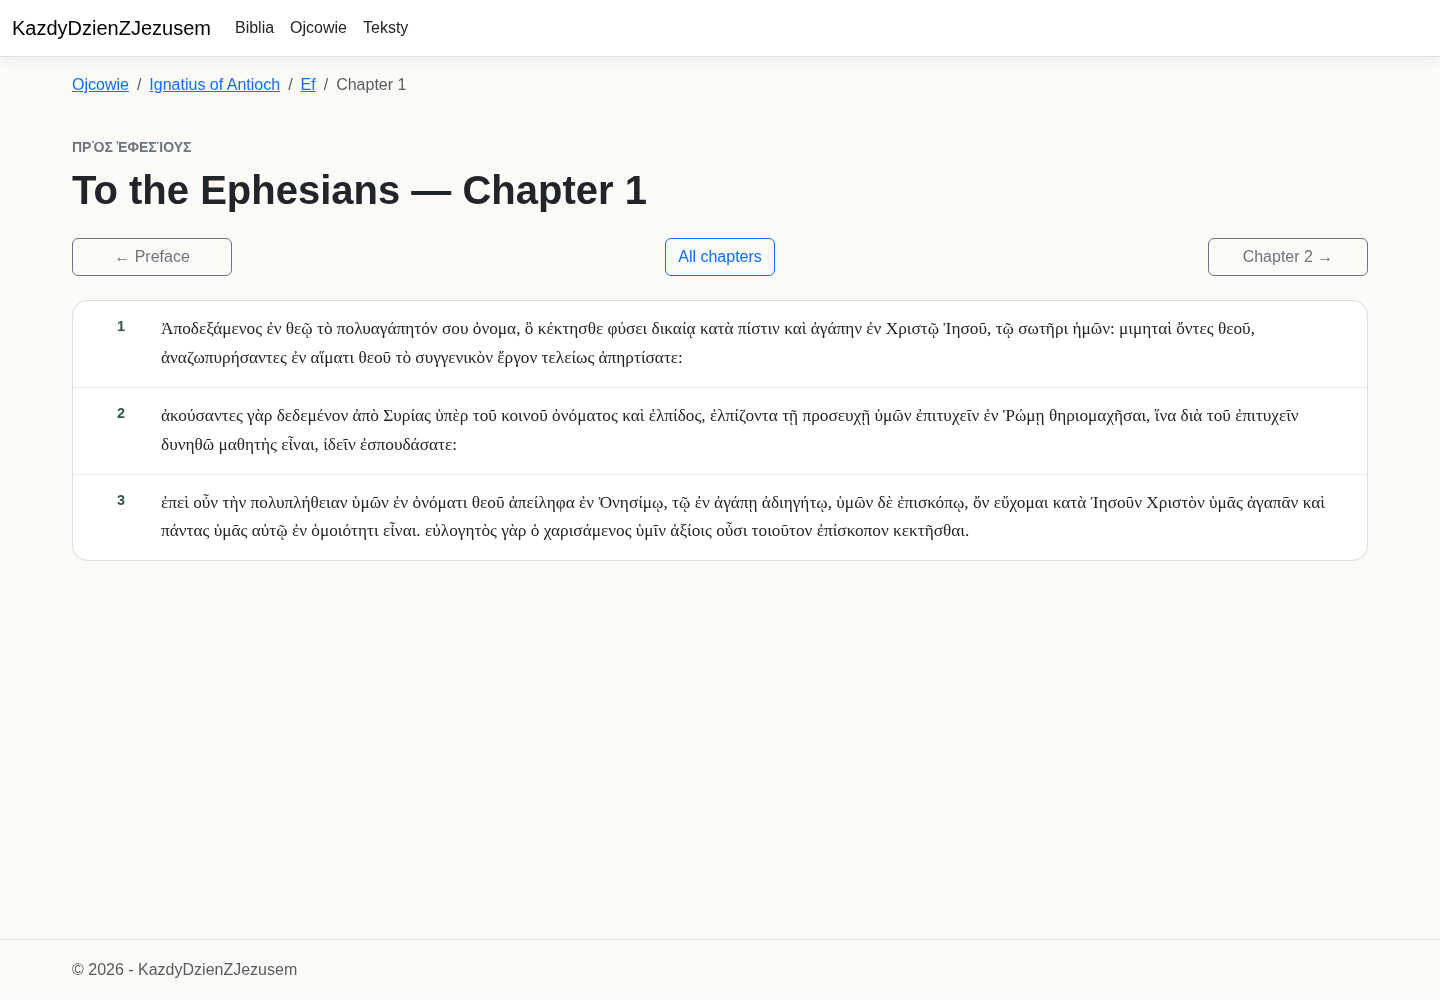 KazdyDzienZJezusem Biblia Ojcowie Teksty
Ojcowie / Ignatius of Antioch / Ef / Chapter 1
ΠΡῸΣ ἘΦΕΣΊΟΥΣ
To the Ephesians — Chapter 1
← Preface All chapters Chapter 2 →
1 Ἀποδεξάμενος ἐν θεῷ τὸ πολυαγάπητόν σου ὀνομα, ὃ κέκτησθε φύσει δικαίᾳ κατὰ πίστιν καὶ ἀγάπην ἐν Χριστῷ Ἰησοῦ, τῷ σωτῆρι ἡμῶν: μιμηταὶ ὄντες θεοῦ,
ἀναζωπυρήσαντες ἐν αἵματι θεοῦ τὸ συγγενικὸν ἔργον τελείως ἀπηρτίσατε:
2 ἀκούσαντες γὰρ δεδεμένον ἀπὸ Συρίας ὑπὲρ τοῦ κοινοῦ ὀνόματος καὶ ἐλπίδος, ἐλπίζοντα τῇ προσευχῇ ὑμῶν ἐπιτυχεῖν ἐν Ῥώμῃ θηριομαχῆσαι, ἵνα διὰ τοῦ ἐπιτυχεῖν
δυνηθῶ μαθητὴς εἶναι, ἰδεῖν ἐσπουδάσατε:
3 ἐπεὶ οὖν τὴν πολυπλήθειαν ὑμῶν ἐν ὀνόματι θεοῦ ἀπείληφα ἐν Ὀνησίμῳ, τῷ ἐν ἀγάπῃ ἀδιηγήτῳ, ὑμῶν δὲ ἐπισκόπῳ, ὅν εὔχομαι κατὰ Ἰησοῦν Χριστὸν ὑμᾶς ἀγαπᾶν καὶ
πάντας ὑμᾶς αὐτῷ ἐν ὁμοιότητι εἶναι. εὐλογητὸς γὰρ ὁ χαρισάμενος ὑμῖν ἀξίοις οὖσι τοιοῦτον ἐπίσκοπον κεκτῆσθαι.
© 2026 - KazdyDzienZJezusem